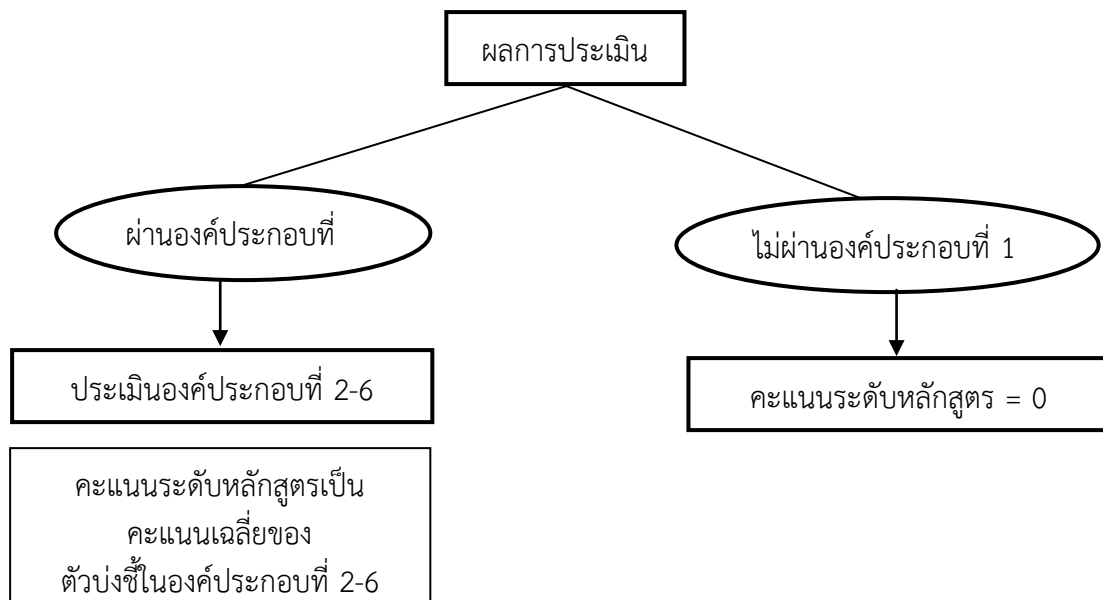 ผลการประเมิน
ผ่านองค์ประกอบที่
ไม่ผ่านองค์ประกอบที่ 1
ประเมินองค์ประกอบที่ 2-6
คะแนนระดับหลักสูตร = 0
คะแนนระดับหลักสูตรเป็น
คะแนนเฉลี่ยของ
ตัวบ่งชี้ในองค์ประกอบที่ 2-6